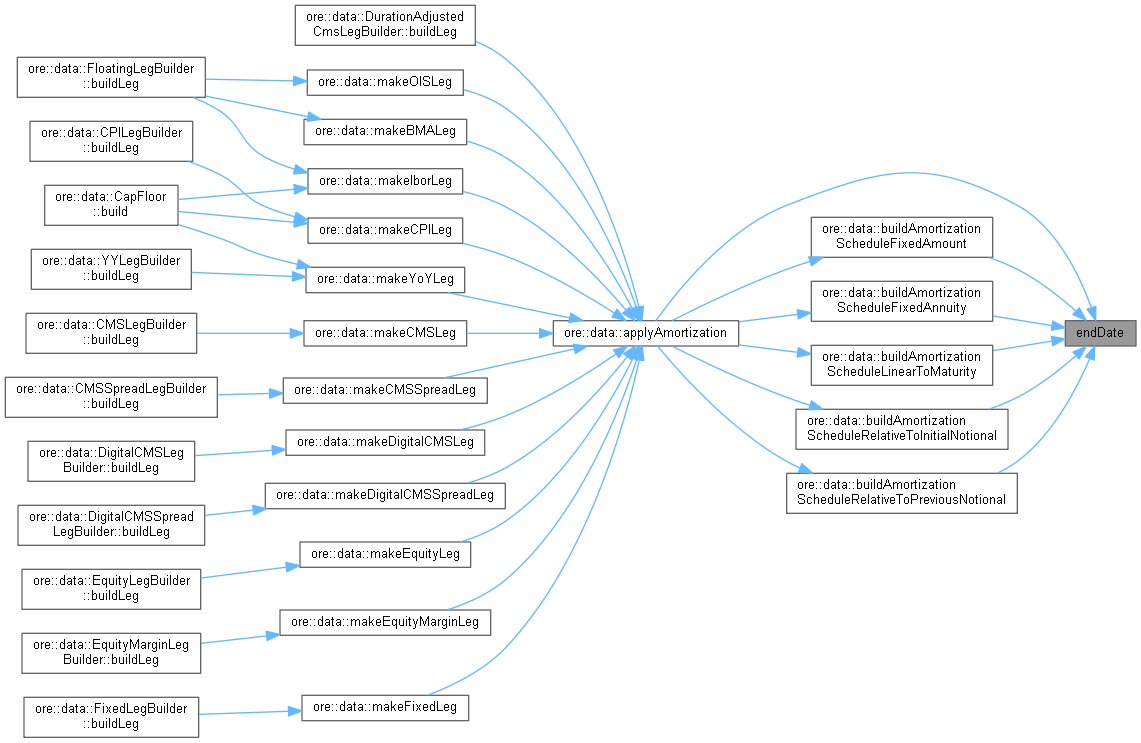 ore::data::DurationAdjusted
CmsLegBuilder::buildLeg
ore::data::FloatingLegBuilder
::buildLeg
ore::data::CPILegBuilder
::buildLeg
ore::data::CapFloor
::build
ore::data::YYLegBuilder
::buildLeg
ore::data::CMSLegBuilder
::buildLeg
ore::data::CMSSpreadLegBuilder
::buildLeg
ore::data::DigitalCMSLeg
Builder::buildLeg
ore::data::DigitalCMSSpread
LegBuilder::buildLeg
ore::data::EquityLegBuilder
::buildLeg
ore::data::EquityMarginLeg
Builder::buildLeg
ore::data::FixedLegBuilder
::buildLeg
ore::data::makeOISLeg
ore::data::makeBMALeg
ore::data::makeIborLeg
ore::data::makeCPILeg
ore::data::makeYoYLeg
ore::data::makeCMSLeg
ore::data::makeCMSSpreadLeg
ore::data::makeDigitalCMSLeg
ore::data::makeDigitalCMSSpreadLeg
ore::data::makeEquityLeg
ore::data::makeEquityMarginLeg
ore::data::makeFixedLeg
ore::data::applyAmortization
ore::data::buildAmortization
ScheduleFixedAmount
ore::data::buildAmortization
ScheduleFixedAnnuity
ore::data::buildAmortization
ScheduleLinearToMaturity
ore::data::buildAmortization
ScheduleRelativeToInitialNotional
ore::data::buildAmortization
ScheduleRelativeToPreviousNotional
endDate